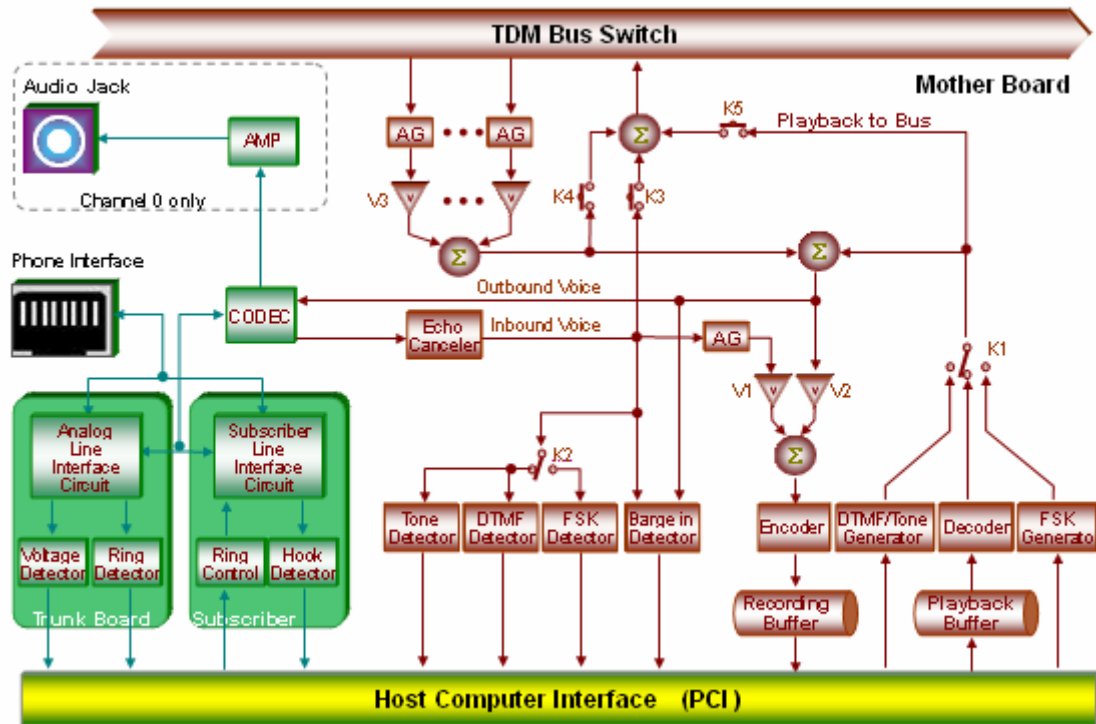 TDM Bus Switch
Mother Board
Audio Jack
AMP
Channel 0 only
AG
AG
V3
v
v
Σ
Σ
K4
K3
K5
Playback to Bus
Phone Interface
CODEC
Outbound Voice
Inbound Voice
Echo
Canceler
Σ
AG
V1
v
v
V2
K1
Σ
Analog
Line
Interface
Circuit
Subscriber
Line
Interface
Circuit
K2
Voltage
Detector
Ring
Detector
Trunk Board
Ring
Control
Hook
Detector
Subscriber
Tone
Detector
DTMF
Detector
FSK
Detector
Barge in
Detector
Encoder
DTMF/Tone
Generator
Decoder
FSK
Generato
Recording
Buffer
Playback
Buffer
Host Computer Interface (PCI)